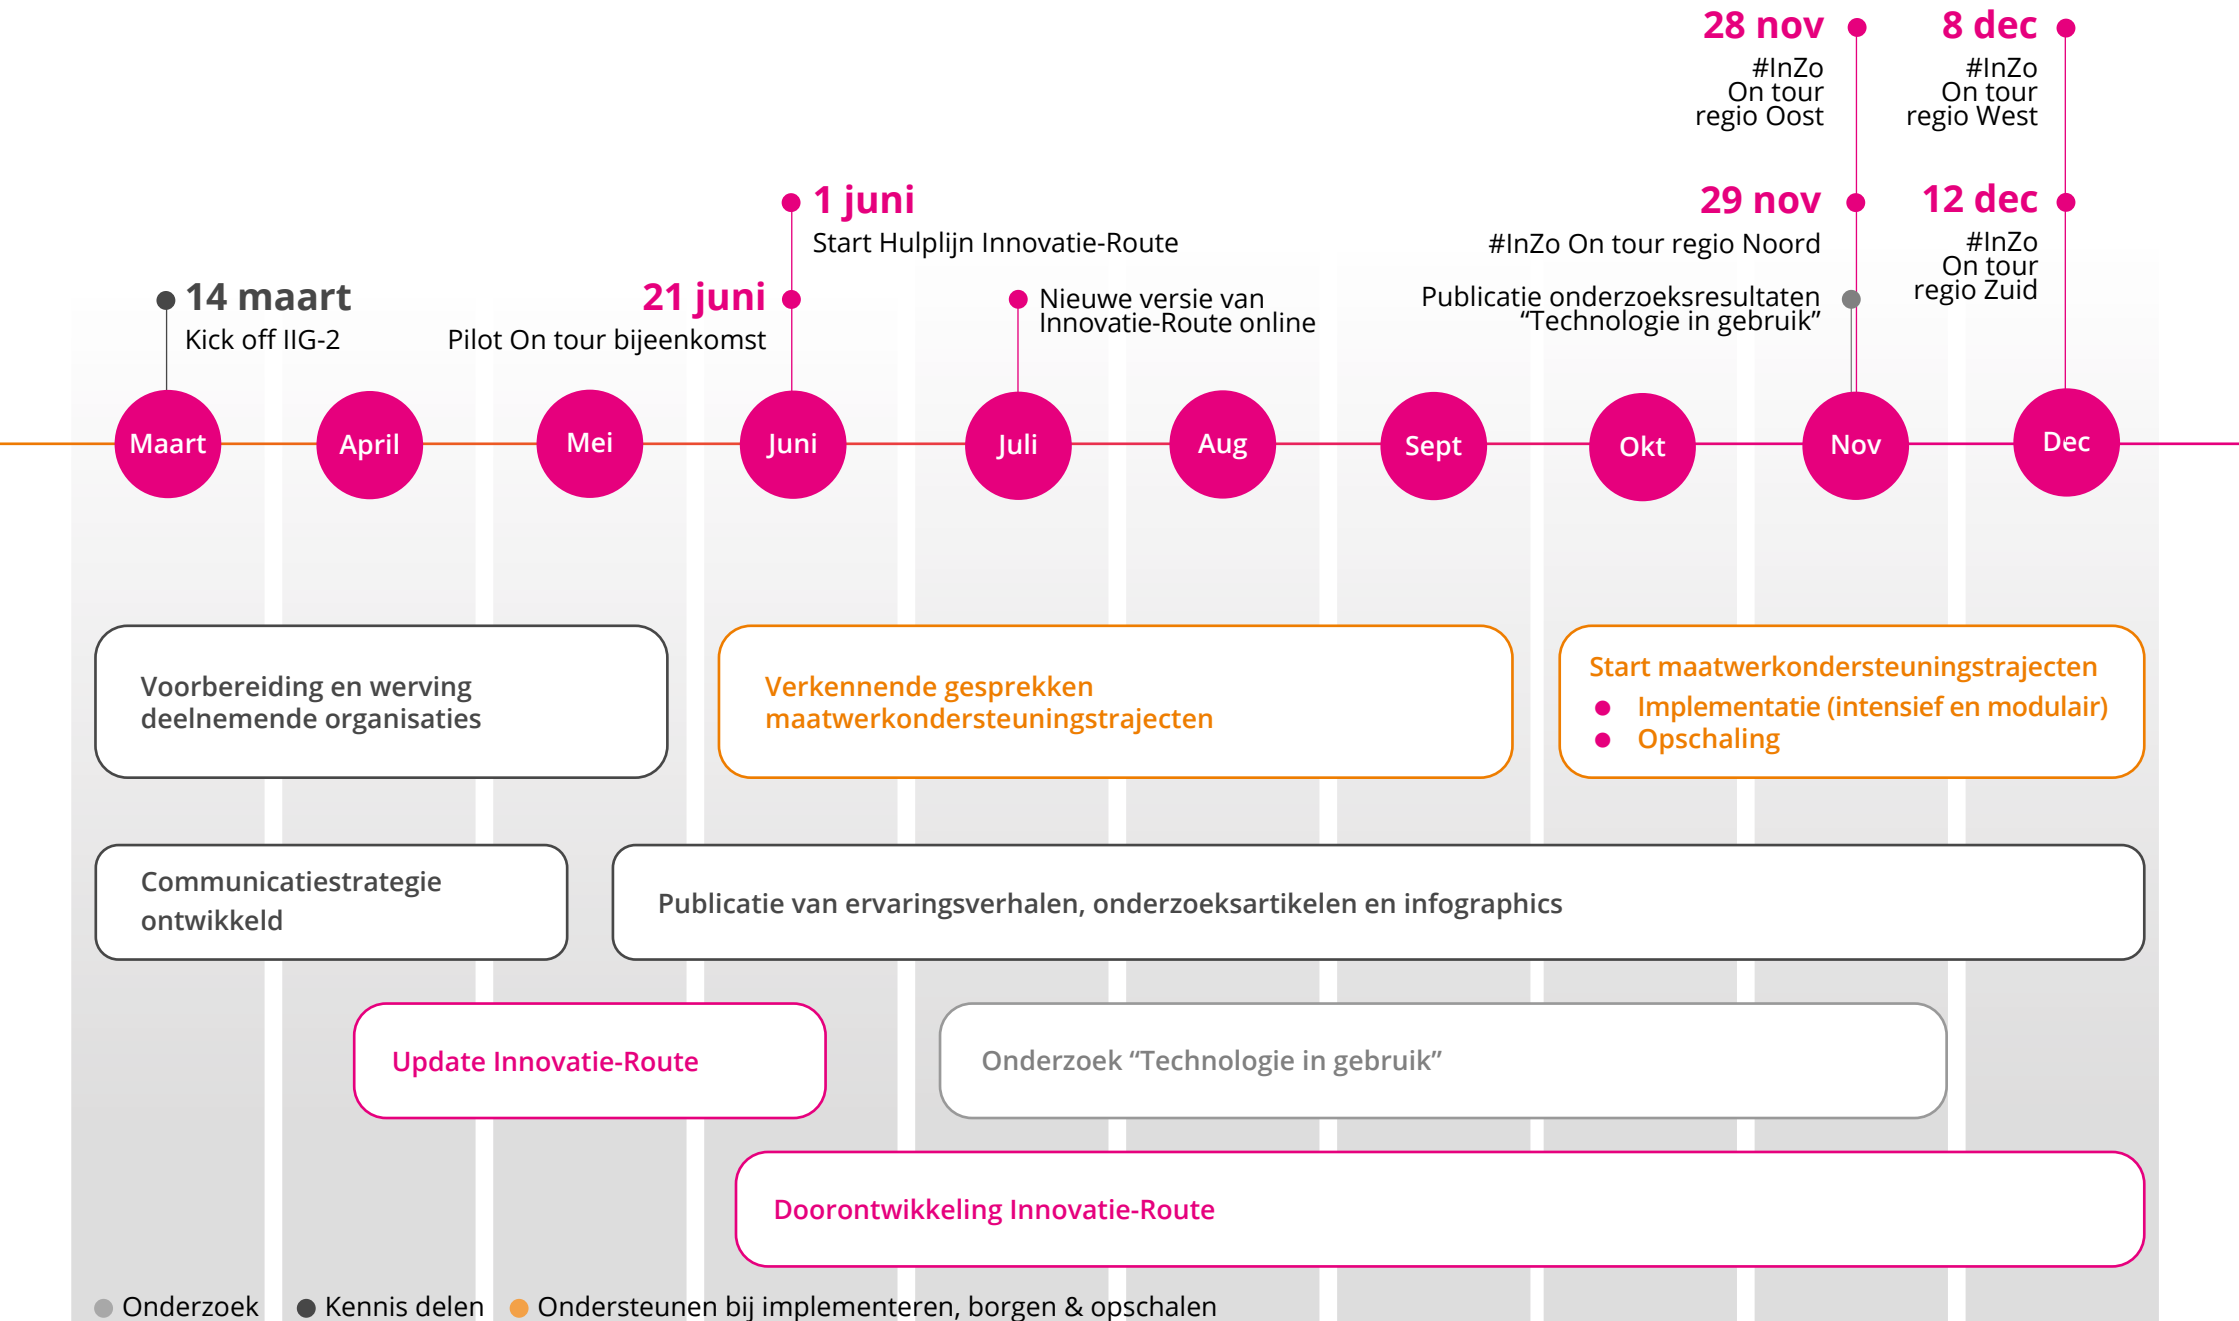 28 nov
#InZo
On tour
regio Oost
8 dec
#InZo
On tour
regio West
1 juni
Start Hulplijn Innovatie-Route
29 nov
#InZo On tour regio Noord
12 dec
#InZo
On tour
regio Zuid
14 maart
Kick off IIG-2
21 juni
Pilot On tour bijeenkomst
Nieuwe versie van
Innovatie-Route online
Publicatie onderzoeksresultaten
“Technologie in gebruik”
Maart
April
Mei
Juni
Juli
Aug
Sept
Okt
Nov
Dec
Voorbereiding en werving
deelnemende organisaties
Verkennende gesprekken
maatwerkondersteuningstrajecten
Start maatwerkondersteuningstrajecten
Implementatie (intensief en modulair)
Opschaling
Communicatiestrategie
ontwikkeld
Publicatie van ervaringsverhalen, onderzoeksartikelen en infographics
Update Innovatie-Route
Onderzoek “Technologie in gebruik”
Doorontwikkeling Innovatie-Route
Onderzoek
Kennis delen
Ondersteunen bij implementeren, borgen & opschalen